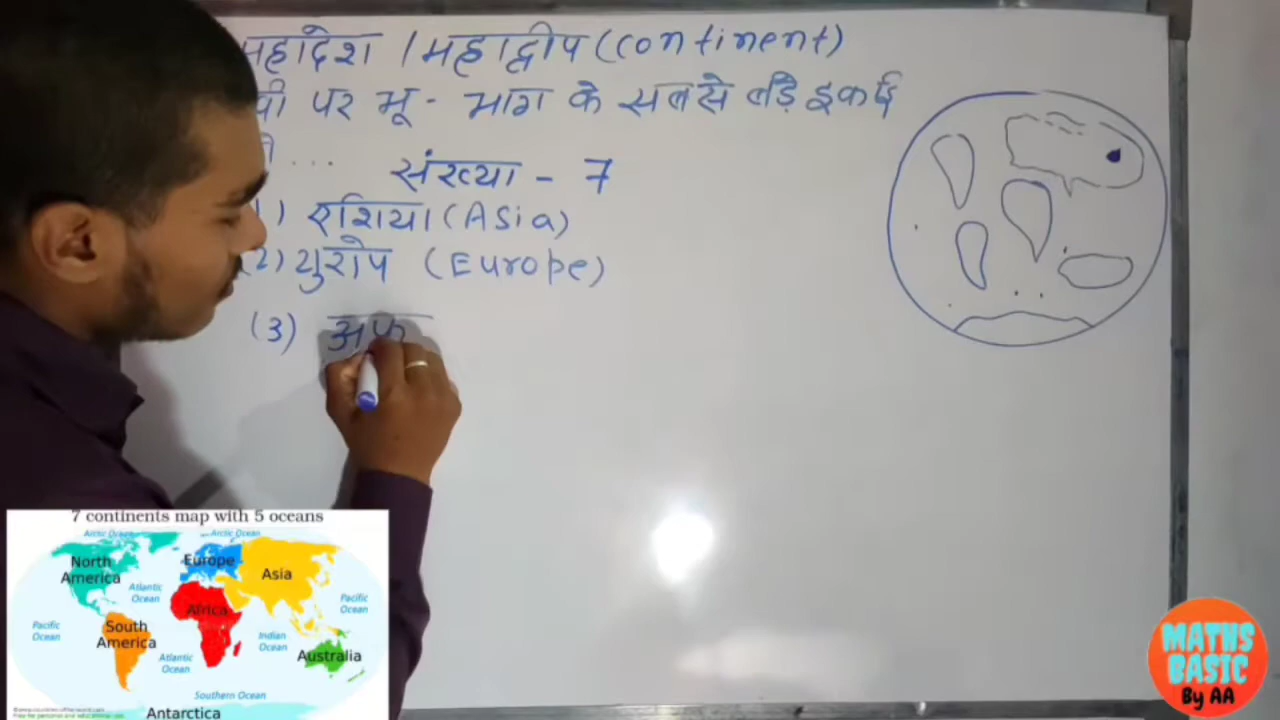 महादेश / महाद्वीप (continent)
पर भू - भाग के सबसे बड़े इकाई
...
संख्या - 7
एशिया (Asia)
(2) युरोप (Europe)
(3) अफ
7 continents map with 5 oceans
Arctic Ocean
Arctic Ocean
North America
Europe
Asia
Atlantic Ocean
Pacific Ocean
Africa
Pacific Ocean
South America
Indian Ocean
Atlantic Ocean
Australia
Southern Ocean
Antarctica
MATHS
BASIC
By AA